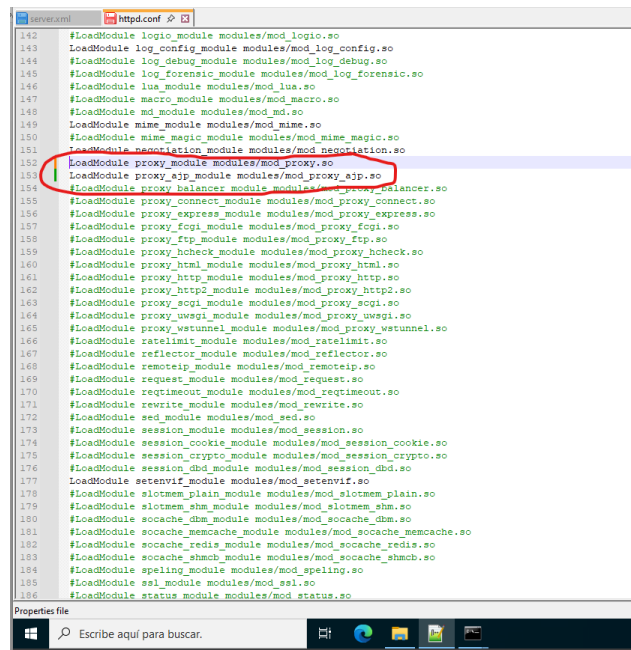 server.xml httpd.conf
142 #LoadModule logio_module modules/mod_logio.so
143 LoadModule log_config_module modules/mod_log_config.so
144 #LoadModule log_debug_module modules/mod_log_debug.so
145 #LoadModule log_forensic_module modules/mod_log_forensic.so
146 #LoadModule lua_module modules/mod_lua.so
147 #LoadModule macro_module modules/mod_macro.so
148 #LoadModule md_module modules/mod_md.so
149 LoadModule mime_module modules/mod_mime.so
150 #LoadModule mime_magic_module modules/mod_mime_magic.so
151 LoadModule negotiation_module modules/mod_negotiation.so
152 LoadModule proxy_module modules/mod_proxy.so
153 LoadModule proxy_ajp_module modules/mod_proxy_ajp.so
154 #LoadModule proxy_balancer_module modules/mod_proxy_balancer.so
155 #LoadModule proxy_connect_module modules/mod_proxy_connect.so
156 #LoadModule proxy_express_module modules/mod_proxy_express.so
157 #LoadModule proxy_fcgi_module modules/mod_proxy_fcgi.so
158 #LoadModule proxy_ftp_module modules/mod_proxy_ftp.so
159 #LoadModule proxy_hcheck_module modules/mod_proxy_hcheck.so
160 #LoadModule proxy_html_module modules/mod_proxy_html.so
161 #LoadModule proxy_http_module modules/mod_proxy_http.so
162 #LoadModule proxy_http2_module modules/mod_proxy_http2.so
163 #LoadModule proxy_scgi_module modules/mod_proxy_scgi.so
164 #LoadModule proxy_uwsgi_module modules/mod_proxy_uwsgi.so
165 #LoadModule proxy_wstunnel_module modules/mod_proxy_wstunnel.so
166 #LoadModule ratelimit_module modules/mod_ratelimit.so
167 #LoadModule reflector_module modules/mod_reflector.so
168 #LoadModule remoteip_module modules/mod_remoteip.so
169 #LoadModule request_module modules/mod_request.so
170 #LoadModule reqtimeout_module modules/mod_reqtimeout.so
171 #LoadModule rewrite_module modules/mod_rewrite.so
172 #LoadModule sed_module modules/mod_sed.so
173 #LoadModule session_module modules/mod_session.so
174 #LoadModule session_cookie_module modules/mod_session_cookie.so
175 #LoadModule session_crypto_module modules/mod_session_crypto.so
176 #LoadModule session_dbd_module modules/mod_session_dbd.so
177 LoadModule setenvif_module modules/mod_setenvif.so
178 #LoadModule slotmem_plain_module modules/mod_slotmem_plain.so
179 #LoadModule slotmem_shm_module modules/mod_slotmem_shm.so
180 #LoadModule socache_dbm_module modules/mod_socache_dbm.so
181 #LoadModule socache_memcache_module modules/mod_socache_memcache.so
182 #LoadModule socache_redis_module modules/mod_socache_redis.so
183 #LoadModule socache_shmcb_module modules/mod_socache_shmcb.so
184 #LoadModule speling_module modules/mod_speling.so
185 #LoadModule ssl_module modules/mod_ssl.so
186 #LoadModule status_module modules/mod_status.so
Properties file
Escribe aquí para buscar.